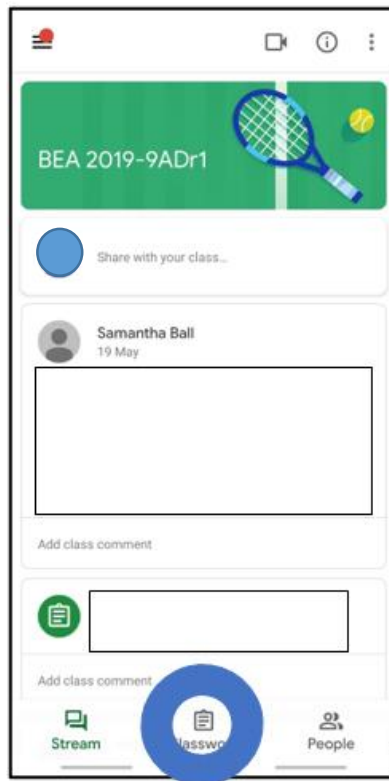 BEA 2019-9ADr1
Share with your class...
Samantha Ball
19 May
Add class comment
Add class comment
Stream People